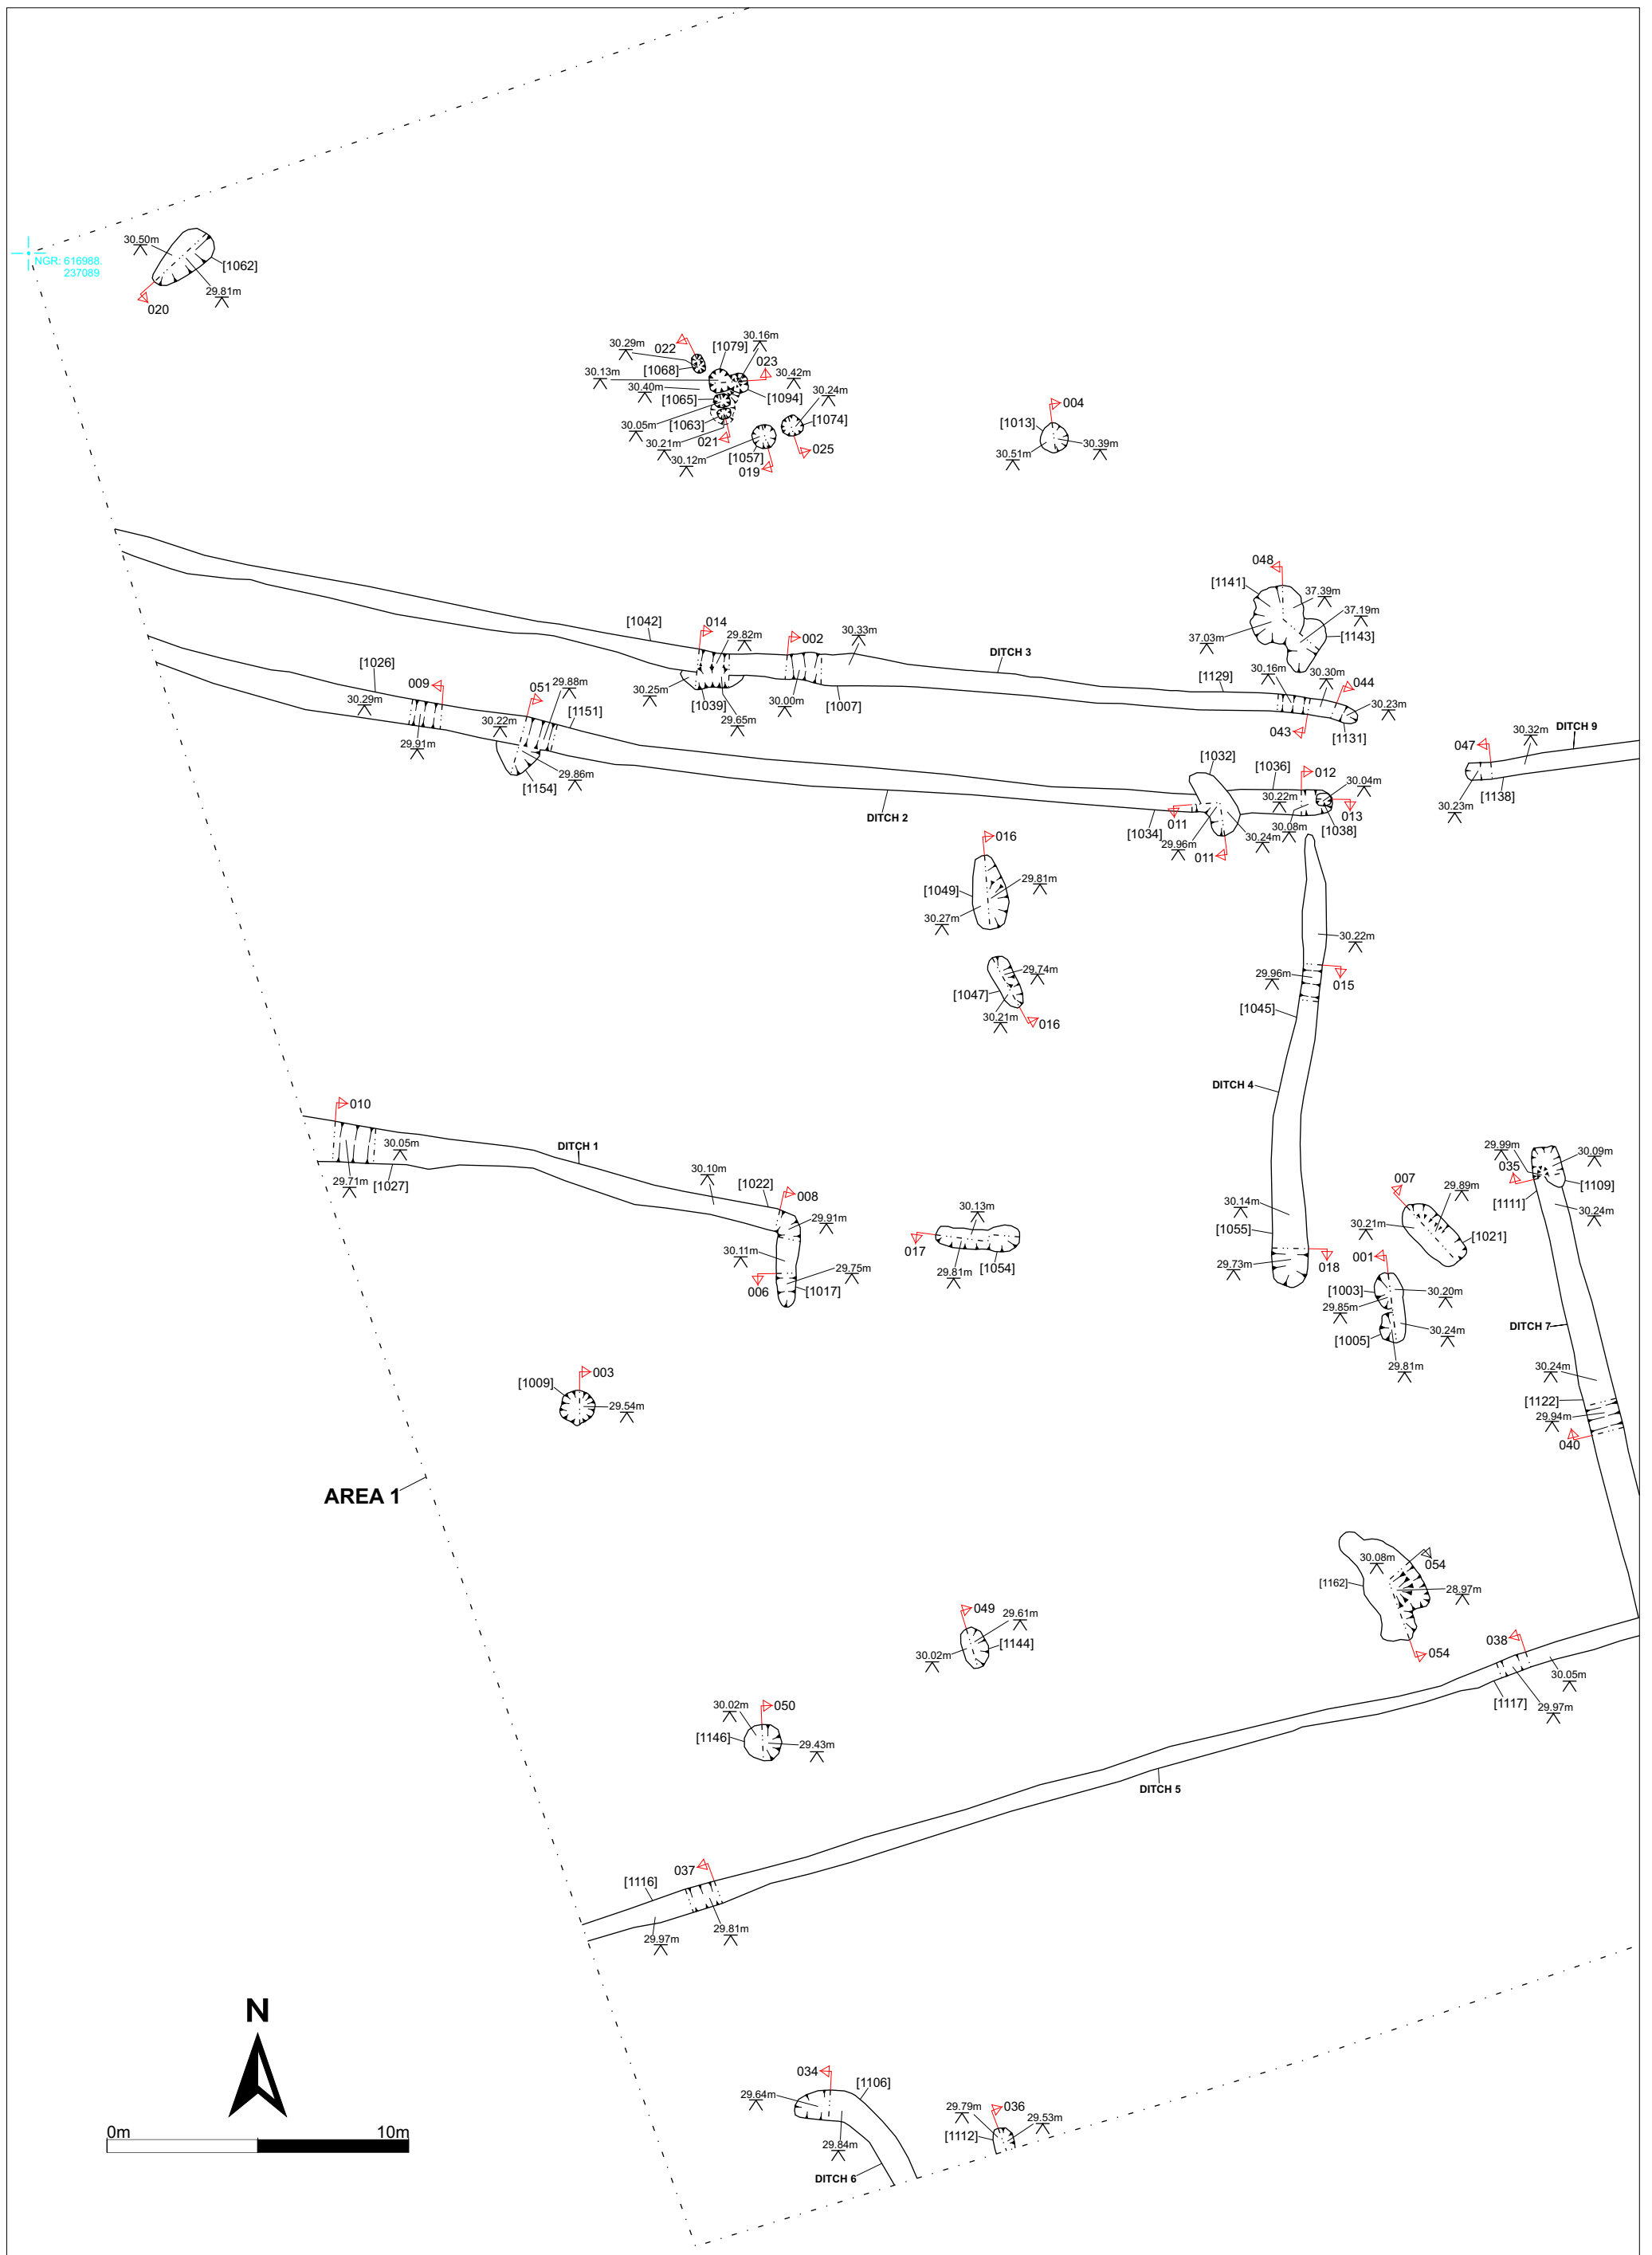 30.50m
NGR: 616988.
237089
[1062]
29.81m
020
30.29m
022
[1079]
30.16m
023
[1068]
30.13m
30.42m
30.40m
30.24m
[1065]
[1094]
[1063]
[1074]
30.05m
30.21m
021
[1057]
025
30.12m
019
004
[1013]
30.51m
30.39m
048
[1141]
37.39m
37.19m
[1143]
37.03m
[1042]
014
29.82m
002
30.33m
DITCH 3
[1129]
30.16m
30.30m
044
30.25m
[1039]
29.65m
30.00m
[1007]
30.23m
043
[1131]
[1026]
009
051
29.88m
30.29m
30.22m
[1151]
29.91m
29.86m
[1154]
DITCH 2
047
30.32m
DITCH 9
[1032]
[1036]
012
30.04m
30.22m
30.23m
[1138]
011
013
[1034]
30.08m
[1038]
29.96m
011
30.24m
016
[1049]
29.81m
30.27m
30.22m
29.74m
29.96m
015
[1047]
[1045]
30.21m
016
DITCH 4
010
30.05m
29.71m
[1027]
DITCH 1
30.10m
[1022]
008
29.91m
30.11m
29.75m
006
[1017]
30.13m
017
29.81m
[1054]
30.14m
[1055]
29.73m
018
29.99m
30.09m
035
[1109]
[1111]
30.24m
007
29.89m
30.21m
[1021]
001
[1003]
30.20m
29.85m
30.24m
[1005]
29.81m
DITCH 7
30.24m
[1122]
29.94m
040
003
[1009]
29.54m
AREA 1
30.08m
054
[1162]
28.97m
054
049
29.61m
[1144]
30.02m
038
30.05m
[1117]
29.97m
30.02m
050
[1146]
29.43m
DITCH 5
037
[1116]
29.81m
29.97m
N
0m
10m
034
[1106]
29.64m
29.84m
DITCH 6
29.79m
036
29.53m
[1112]